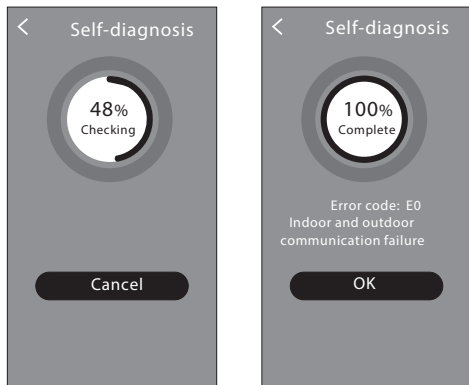 Self-diagnosis
48%
Checking
Cancel
Self-diagnosis
100%
Complete
Error code: E0
Indoor and outdoor
communication failure
OK